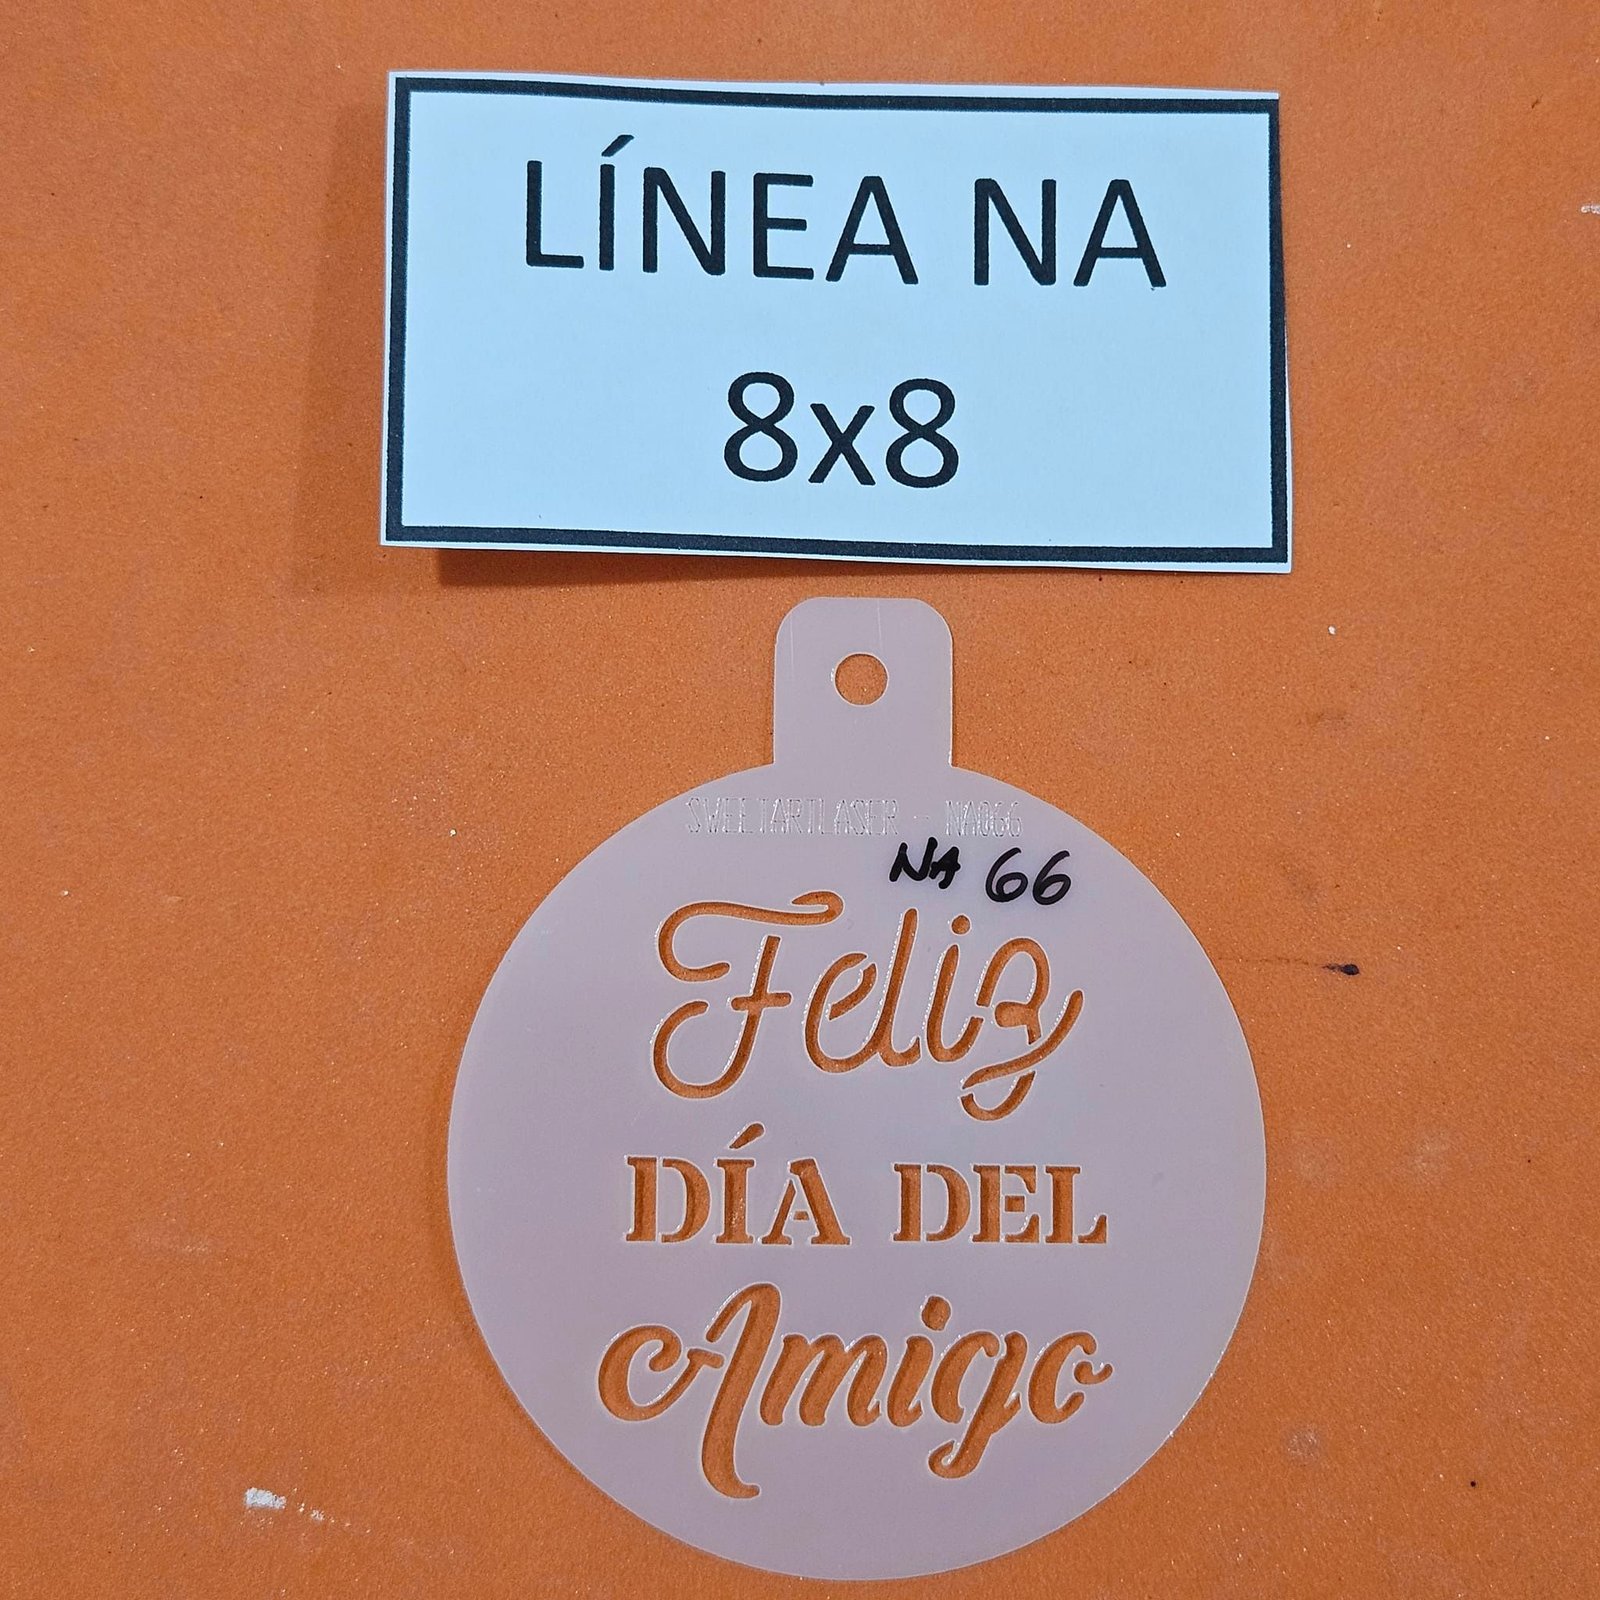 LÍNEA NA
8x8
SWEETARTLASER - NA066
NA 66
Feliz
DÍA DEL
Amigo